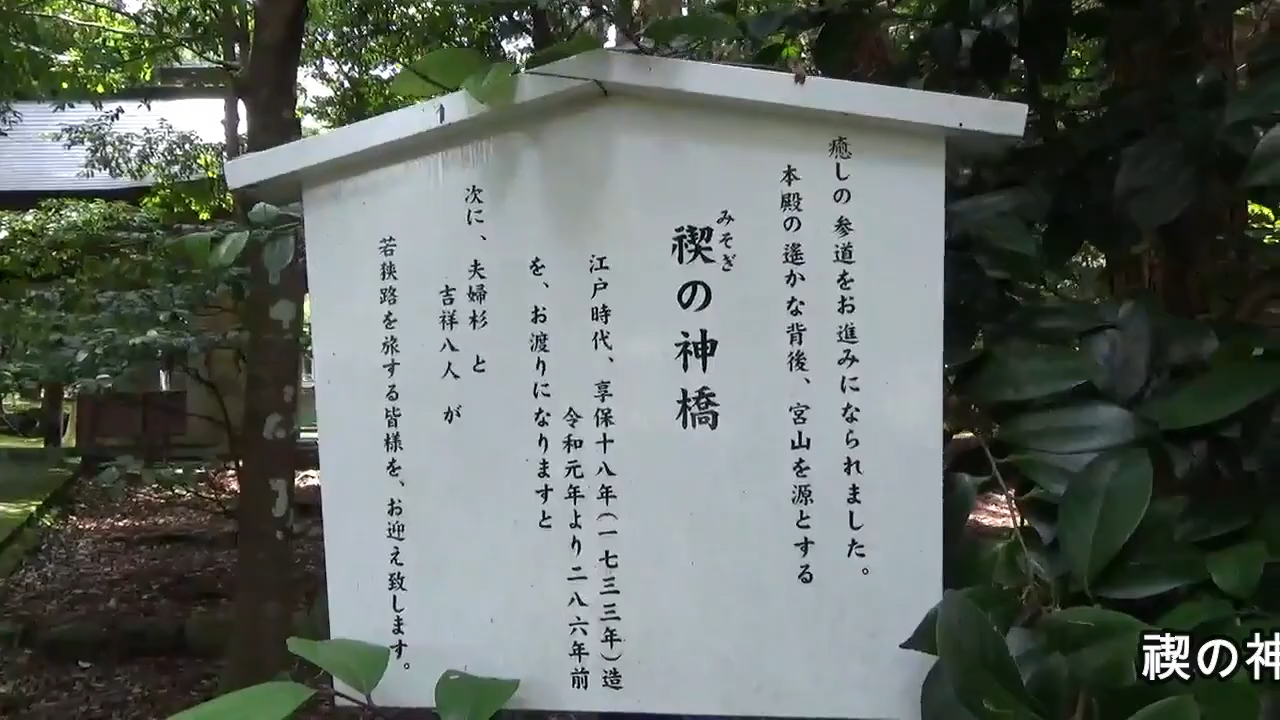 癒しの参道をお進みになられました。
本殿の遙かな背後、宮山を源とする
みそぎ
禊の神橋
江戸時代、享保十八年(一七三三年)造
令和元年より二八六年前
を、お渡りになりますと
次に、夫婦杉と
吉祥八人が
若狭路を旅する皆様を、お迎え致します。
禊の神